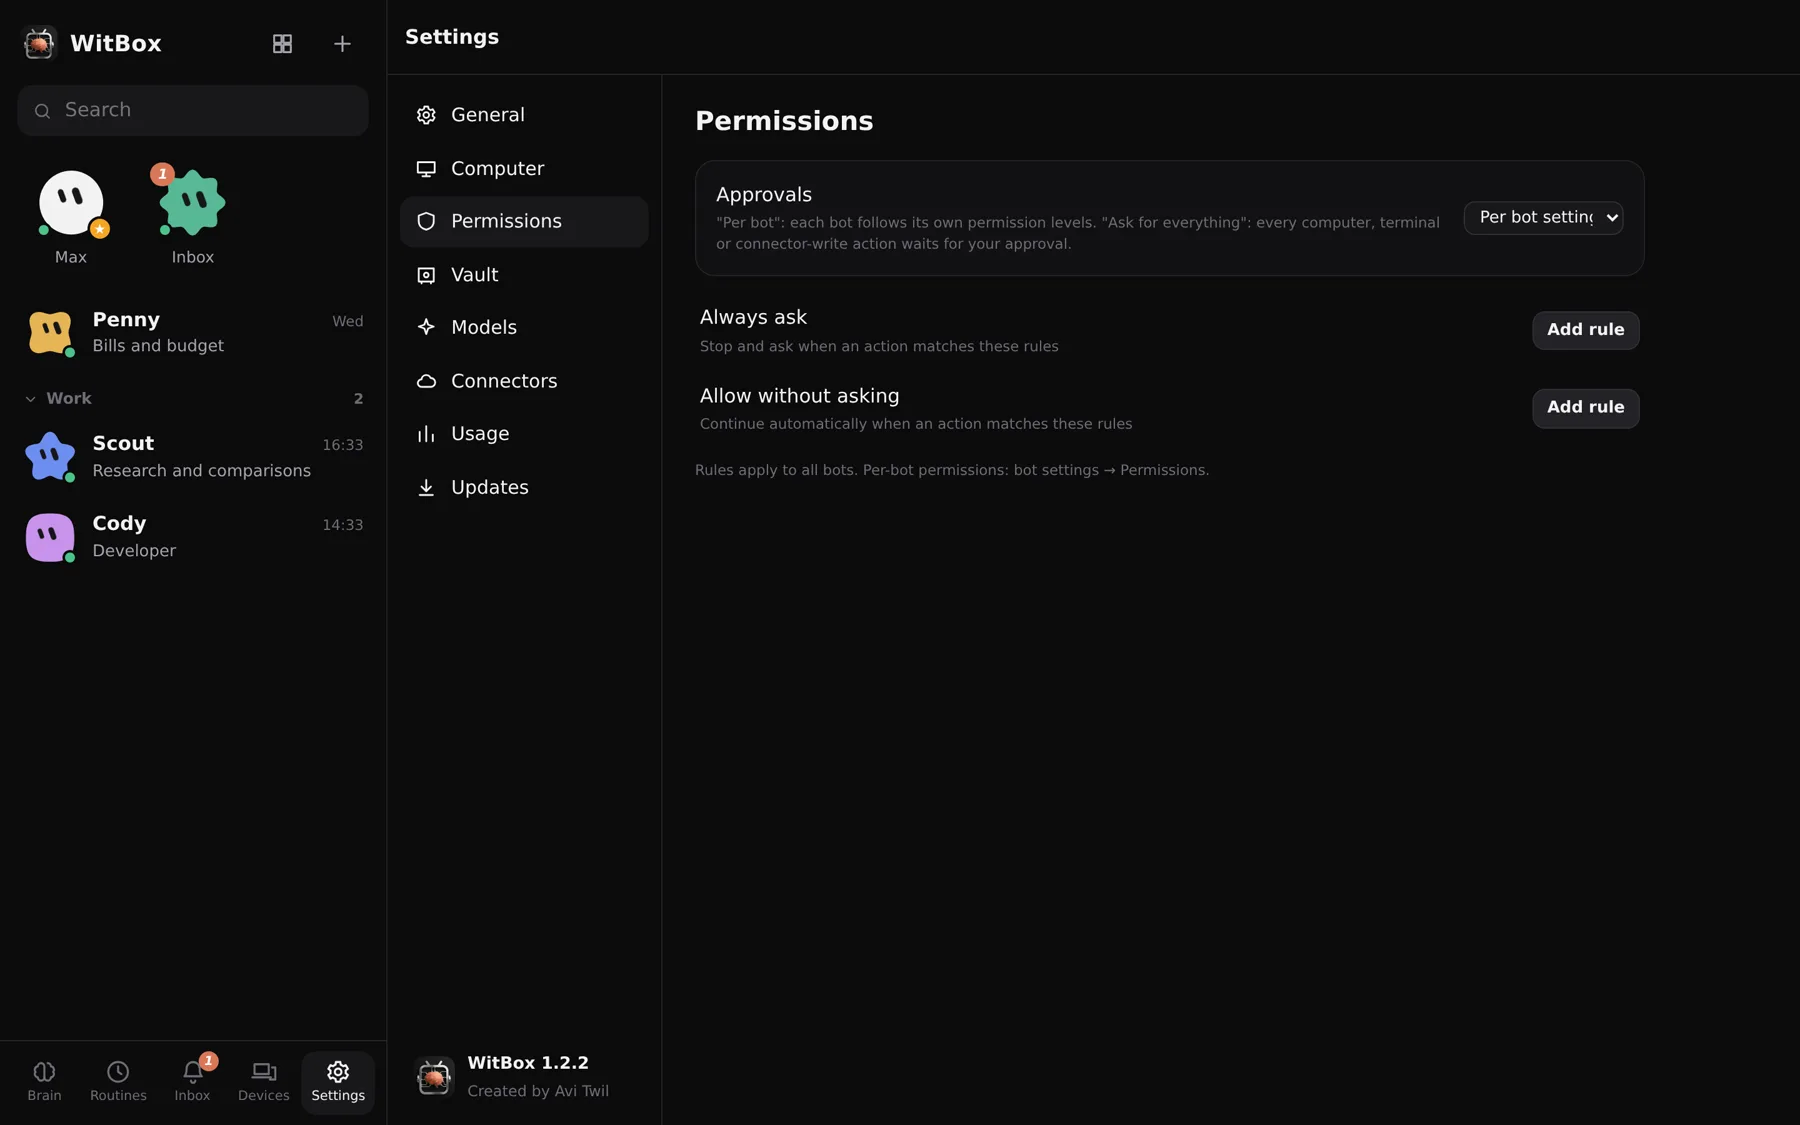 WitBox
Search
1
Max
Inbox
Penny
Wed
Bills and budget
Work
2
Scout
16:33
Research and comparisons
Cody
14:33
Developer
Brain
Routines
1
Inbox
Devices
Settings
Settings
General
Computer
Permissions
Vault
Models
Connectors
Usage
Updates
WitBox 1.2.2
Created by Avi Twil
Permissions
Approvals
"Per bot": each bot follows its own permission levels. "Ask for everything": every computer, terminal
or connector-write action waits for your approval.
Per bot setting
Always ask
Stop and ask when an action matches these rules
Add rule
Allow without asking
Continue automatically when an action matches these rules
Add rule
Rules apply to all bots. Per-bot permissions: bot settings → Permissions.